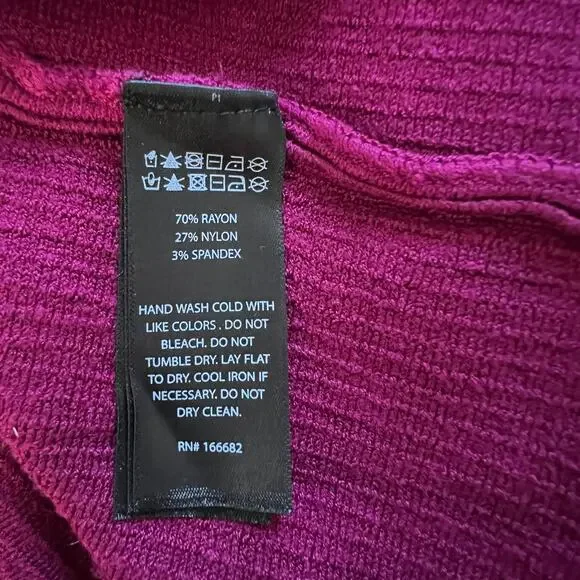 P1
70% RAYON
27% NYLON
3% SPANDEX
HAND WASH COLD WITH
LIKE COLORS . DO NOT
BLEACH. DO NOT
TUMBLE DRY. LAY FLAT
TO DRY. COOL IRON IF
NECESSARY. DO NOT
DRY CLEAN.
RN# 166682